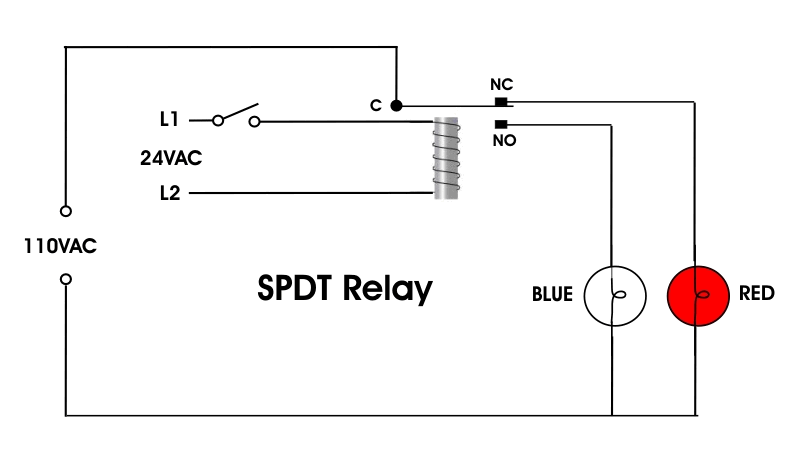 NC
C
L1
NO
24VAC
L2
110VAC
SPDT Relay
BLUE
RED